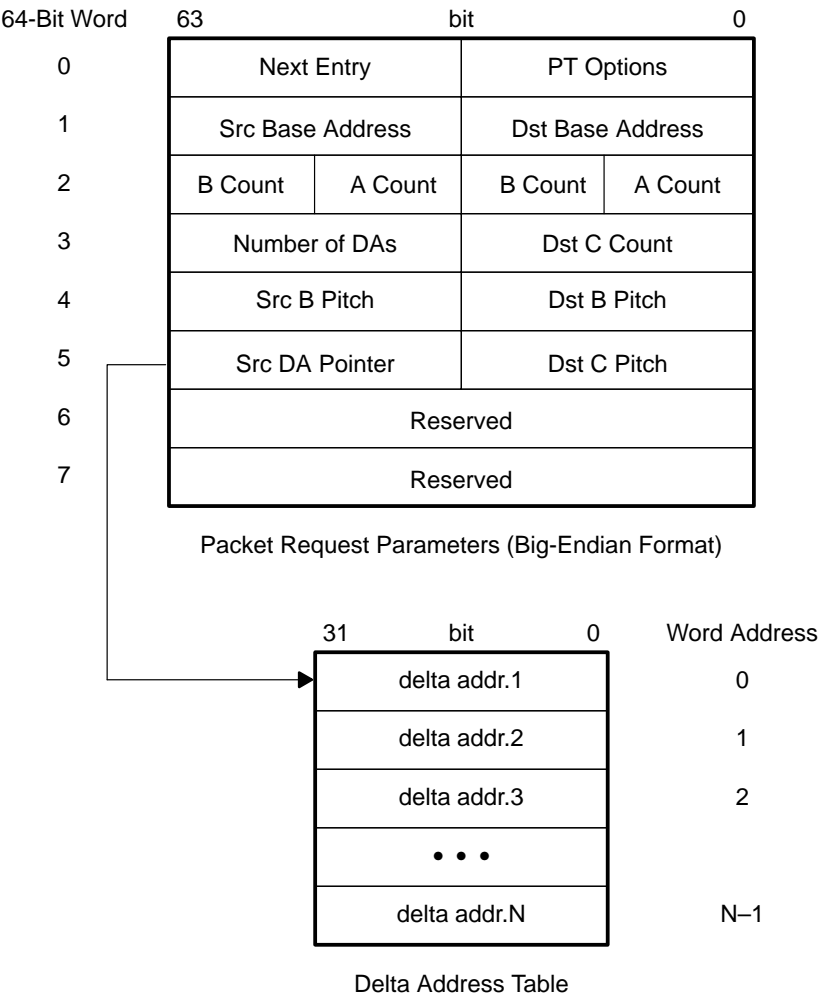 64-Bit Word 63 bit 0
0 Next Entry PT Options
1 Src Base Address Dst Base Address
2 B Count A Count B Count A Count
3 Number of DAs Dst C Count
4 Src B Pitch Dst B Pitch
5 Src DA Pointer Dst C Pitch
6 Reserved
7 Reserved
Packet Request Parameters (Big-Endian Format)
31 bit 0 Word Address
delta addr.1 0
delta addr.2 1
delta addr.3 2
• • •
delta addr.N N–1
Delta Address Table